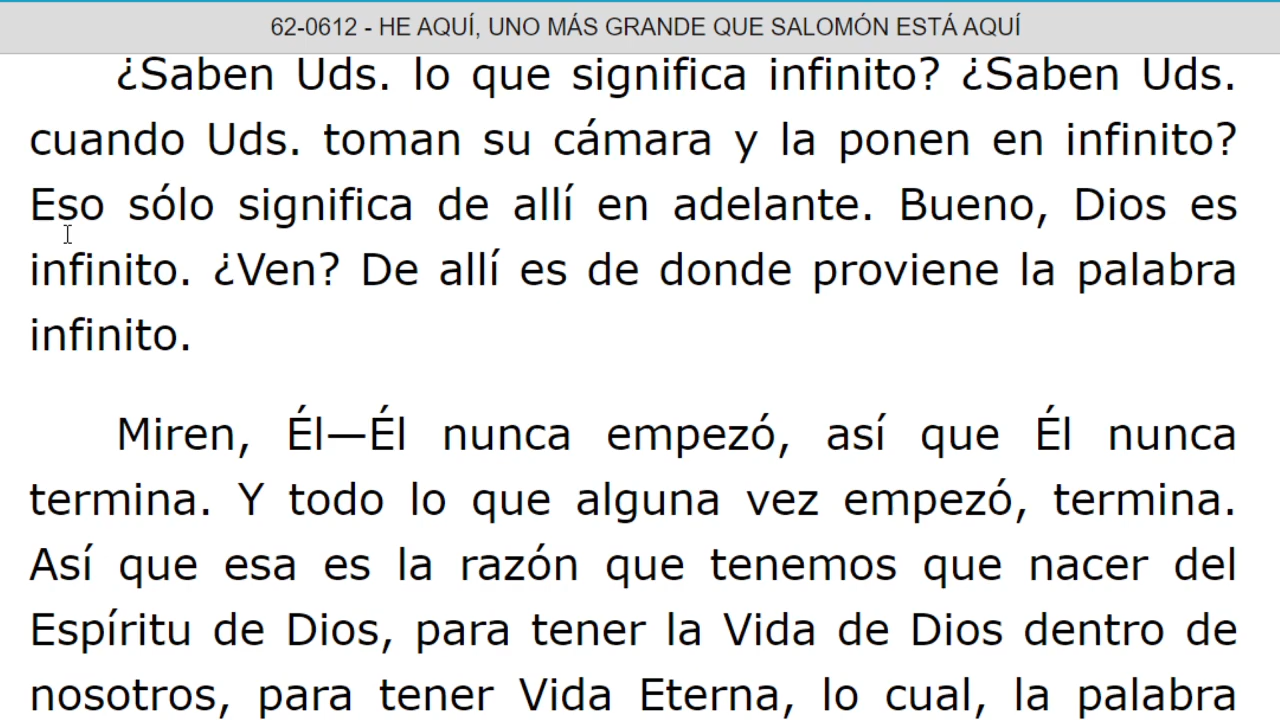 62-0612 - HE AQUÍ, UNO MÁS GRANDE QUE SALOMÓN ESTÁ AQUÍ
¿Saben Uds. lo que significa infinito? ¿Saben Uds.
cuando Uds. toman su cámara y la ponen en infinito?
Eso sólo significa de allí en adelante. Bueno, Dios es
infinito. ¿Ven? De allí es de donde proviene la palabra
infinito.
Miren, Él—Él nunca empezó, así que Él nunca
termina. Y todo lo que alguna vez empezó, termina.
Así que esa es la razón que tenemos que nacer del
Espíritu de Dios, para tener la Vida de Dios dentro de
nosotros, para tener Vida Eterna, lo cual, la palabra